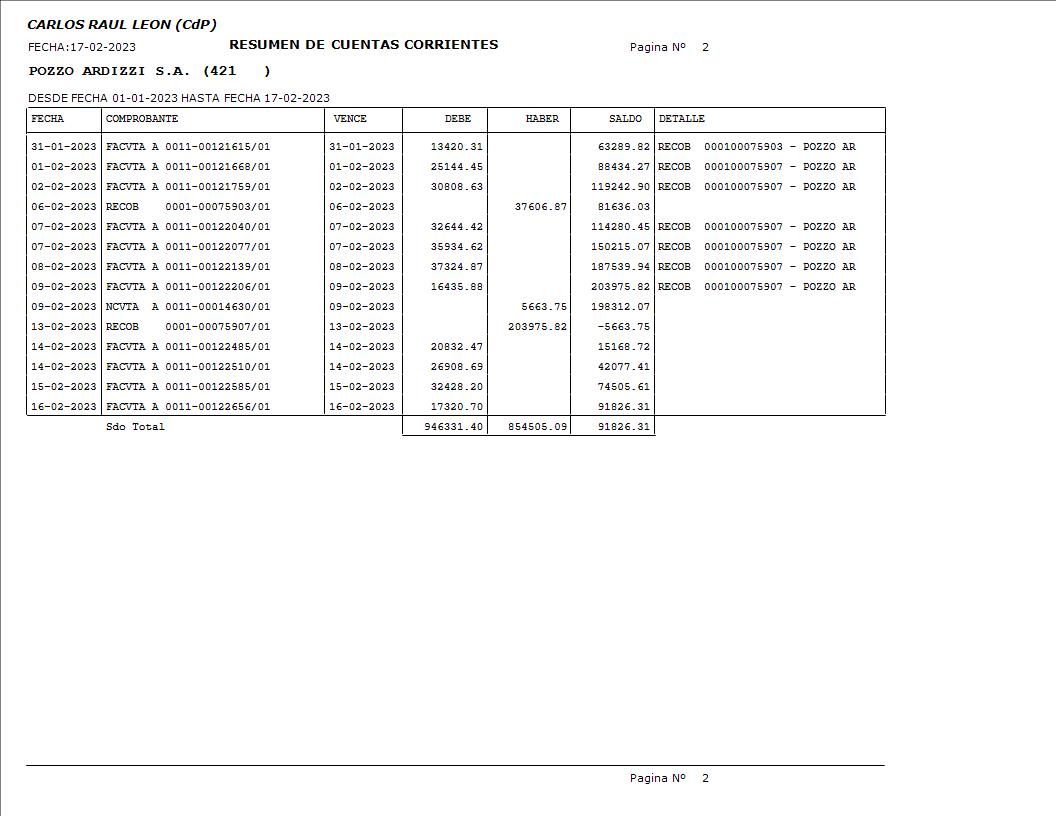 CARLOS RAUL LEON (CdP)
FECHA:17-02-2023 RESUMEN DE CUENTAS CORRIENTES Pagina Nº 2
POZZO ARDIZZI S.A. (421 )
DESDE FECHA 01-01-2023 HASTA FECHA 17-02-2023
FECHA COMPROBANTE VENCE DEBE HABER SALDO DETALLE
31-01-2023 FACVTA A 0011-00121615/01 31-01-2023 13420.31 63289.82 RECOB 000100075903 - POZZO AR
01-02-2023 FACVTA A 0011-00121668/01 01-02-2023 25144.45 88434.27 RECOB 000100075907 - POZZO AR
02-02-2023 FACVTA A 0011-00121759/01 02-02-2023 30808.63 119242.90 RECOB 000100075907 - POZZO AR
06-02-2023 RECOB 0001-00075903/01 06-02-2023 37606.87 81636.03
07-02-2023 FACVTA A 0011-00122040/01 07-02-2023 32644.42 114280.45 RECOB 000100075907 - POZZO AR
07-02-2023 FACVTA A 0011-00122077/01 07-02-2023 35934.62 150215.07 RECOB 000100075907 - POZZO AR
08-02-2023 FACVTA A 0011-00122139/01 08-02-2023 37324.87 187539.94 RECOB 000100075907 - POZZO AR
09-02-2023 FACVTA A 0011-00122206/01 09-02-2023 16435.88 203975.82 RECOB 000100075907 - POZZO AR
09-02-2023 NCVTA A 0011-00014630/01 09-02-2023 5663.75 198312.07
13-02-2023 RECOB 0001-00075907/01 13-02-2023 203975.82 -5663.75
14-02-2023 FACVTA A 0011-00122485/01 14-02-2023 20832.47 15168.72
14-02-2023 FACVTA A 0011-00122510/01 14-02-2023 26908.69 42077.41
15-02-2023 FACVTA A 0011-00122585/01 15-02-2023 32428.20 74505.61
16-02-2023 FACVTA A 0011-00122656/01 16-02-2023 17320.70 91826.31
Sdo Total 946331.40 854505.09 91826.31
Pagina Nº 2